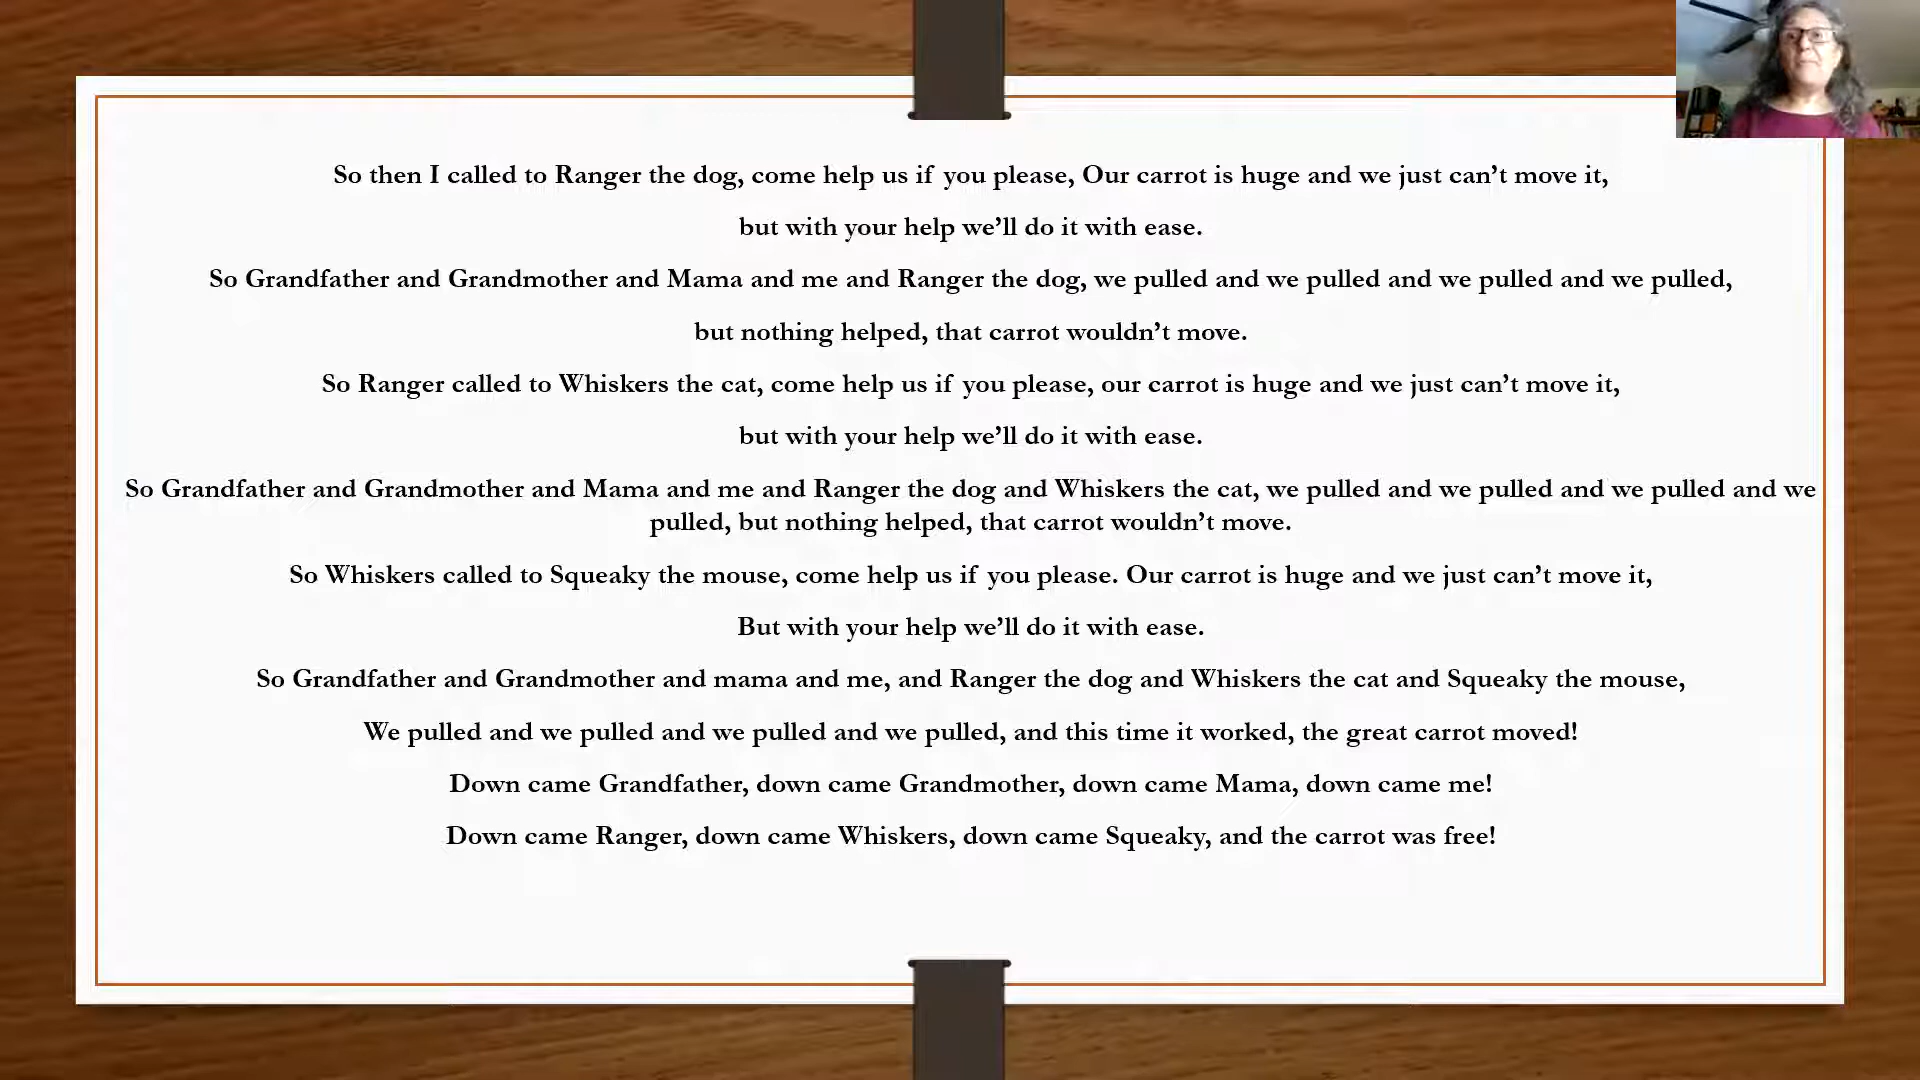 So then I called to Ranger the dog, come help us if you please, Our carrot is huge and we just can’t move it,
but with your help we’ll do it with ease.
So Grandfather and Grandmother and Mama and me and Ranger the dog, we pulled and we pulled and we pulled and we pulled,
but nothing helped, that carrot wouldn’t move.
So Ranger called to Whiskers the cat, come help us if you please, our carrot is huge and we just can’t move it,
but with your help we’ll do it with ease.
So Grandfather and Grandmother and Mama and me and Ranger the dog and Whiskers the cat, we pulled and we pulled and we pulled and we
pulled, but nothing helped, that carrot wouldn’t move.
So Whiskers called to Squeaky the mouse, come help us if you please. Our carrot is huge and we just can’t move it,
But with your help we’ll do it with ease.
So Grandfather and Grandmother and mama and me, and Ranger the dog and Whiskers the cat and Squeaky the mouse,
We pulled and we pulled and we pulled and we pulled, and this time it worked, the great carrot moved!
Down came Grandfather, down came Grandmother, down came Mama, down came me!
Down came Ranger, down came Whiskers, down came Squeaky, and the carrot was free!